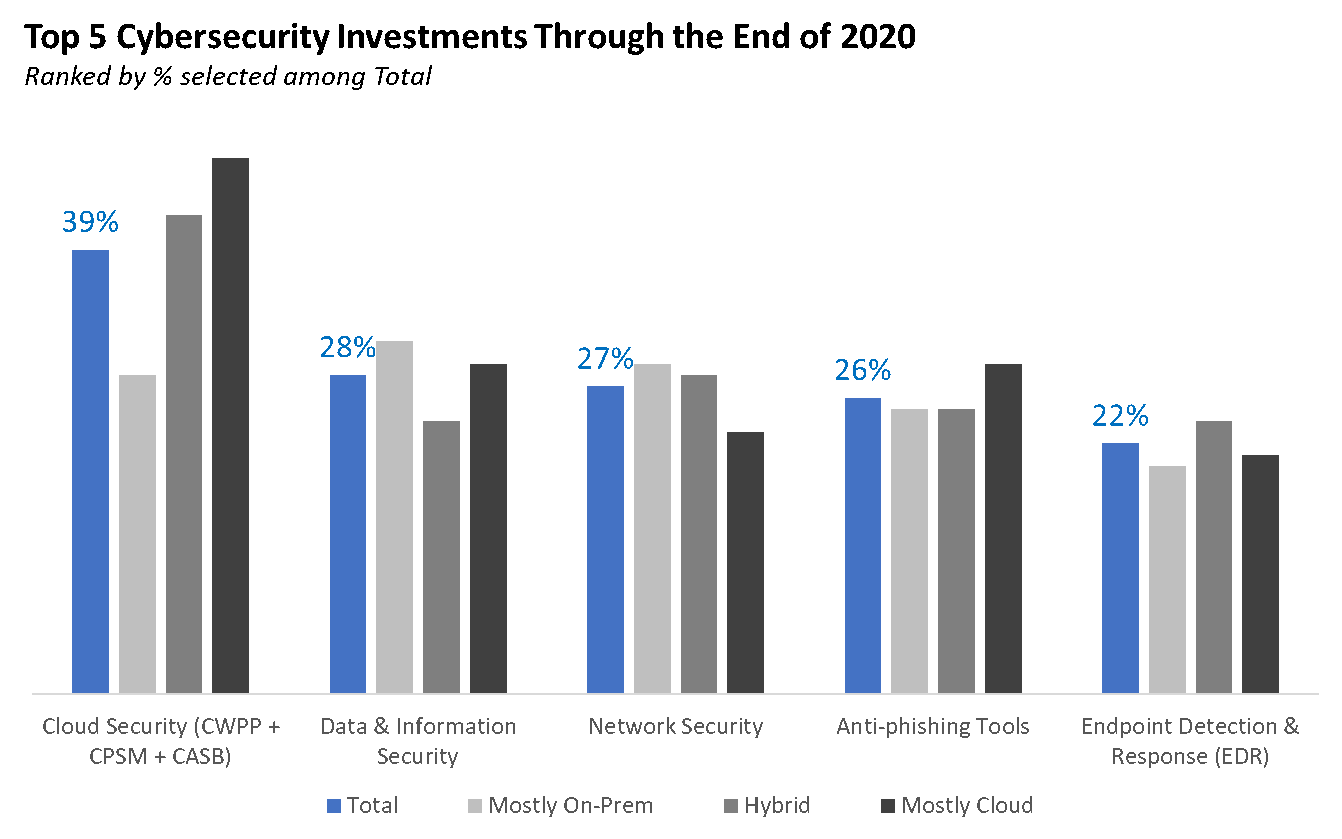 Top 5 Cybersecurity Investments Through the End of 2020
Ranked by % selected among Total
39%
28%
27%
26%
22%
Cloud Security (CWPP +
CPSM + CASB)
Data & Information
Security
Network Security
Anti-phishing Tools
Endpoint Detection &
Response (EDR)
Total
Mostly On-Prem
Hybrid
Mostly Cloud